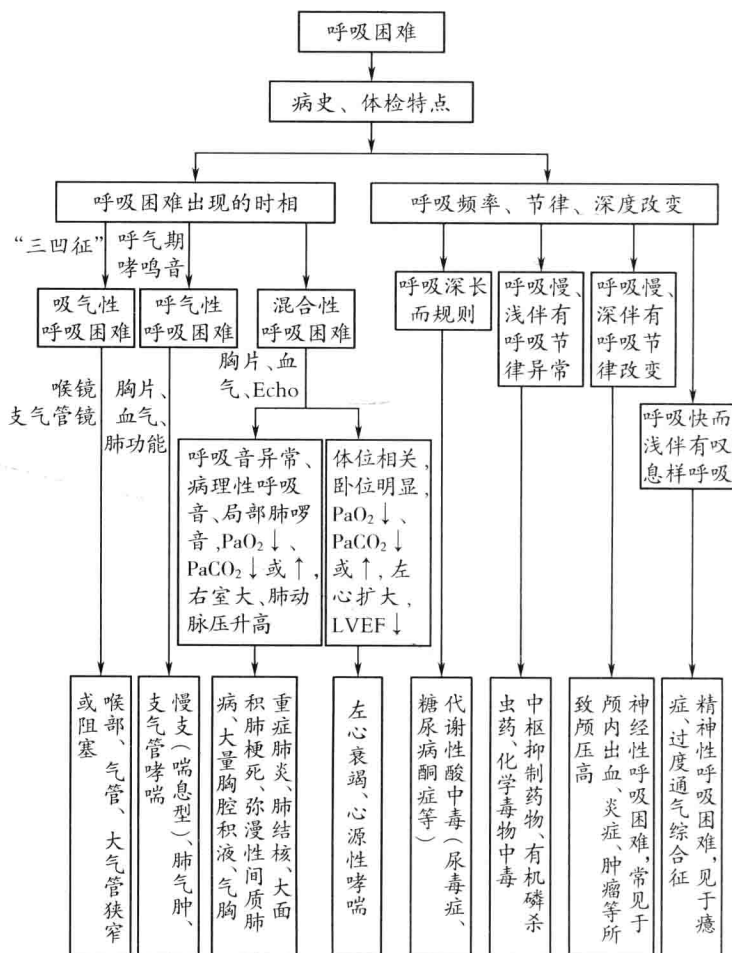 呼吸困难
病史、体检特点
呼吸困难出现的时相
呼吸频率、节律、深度改变
“三凹征”
呼气期
哮鸣音
吸气性
呼吸困难
呼气性
呼吸困难
混合性
呼吸困难
呼吸深长
而规则
呼吸慢、
浅伴有
呼吸节
律异常
呼吸慢、
深伴有
呼吸节
律改变
呼吸快而
浅伴有叹
息样呼吸
喉镜
支气管镜
胸片、
血气、
肺功能
胸片、血
气、Echo
呼吸音异常、
病理性呼吸
音、局部肺啰
音,PaO₂↓、
PaCO₂↓或↑,
右室大、肺动
脉压升高
体位相关,
卧位明显,
PaO₂↓、
PaCO₂↓
或↑,左
心扩大,
LVEF↓
喉部、气管、大气管狭窄
或阻塞
慢支(喘息型)、肺气肿、
支气管哮喘
重症肺炎、肺结核、大面
积肺梗死、弥漫性间质肺
病、大量胸腔积液、气胸
左心衰竭、心源性哮喘
代谢性酸中毒(尿毒症、
糖尿病酮症等)
中枢抑制药物、有机磷杀
虫药、化学毒物中毒
神经性呼吸困难,常见于
颅内出血、炎症、肿瘤等所
致颅压高
精神性呼吸困难,见于癔
症、过度通气综合征